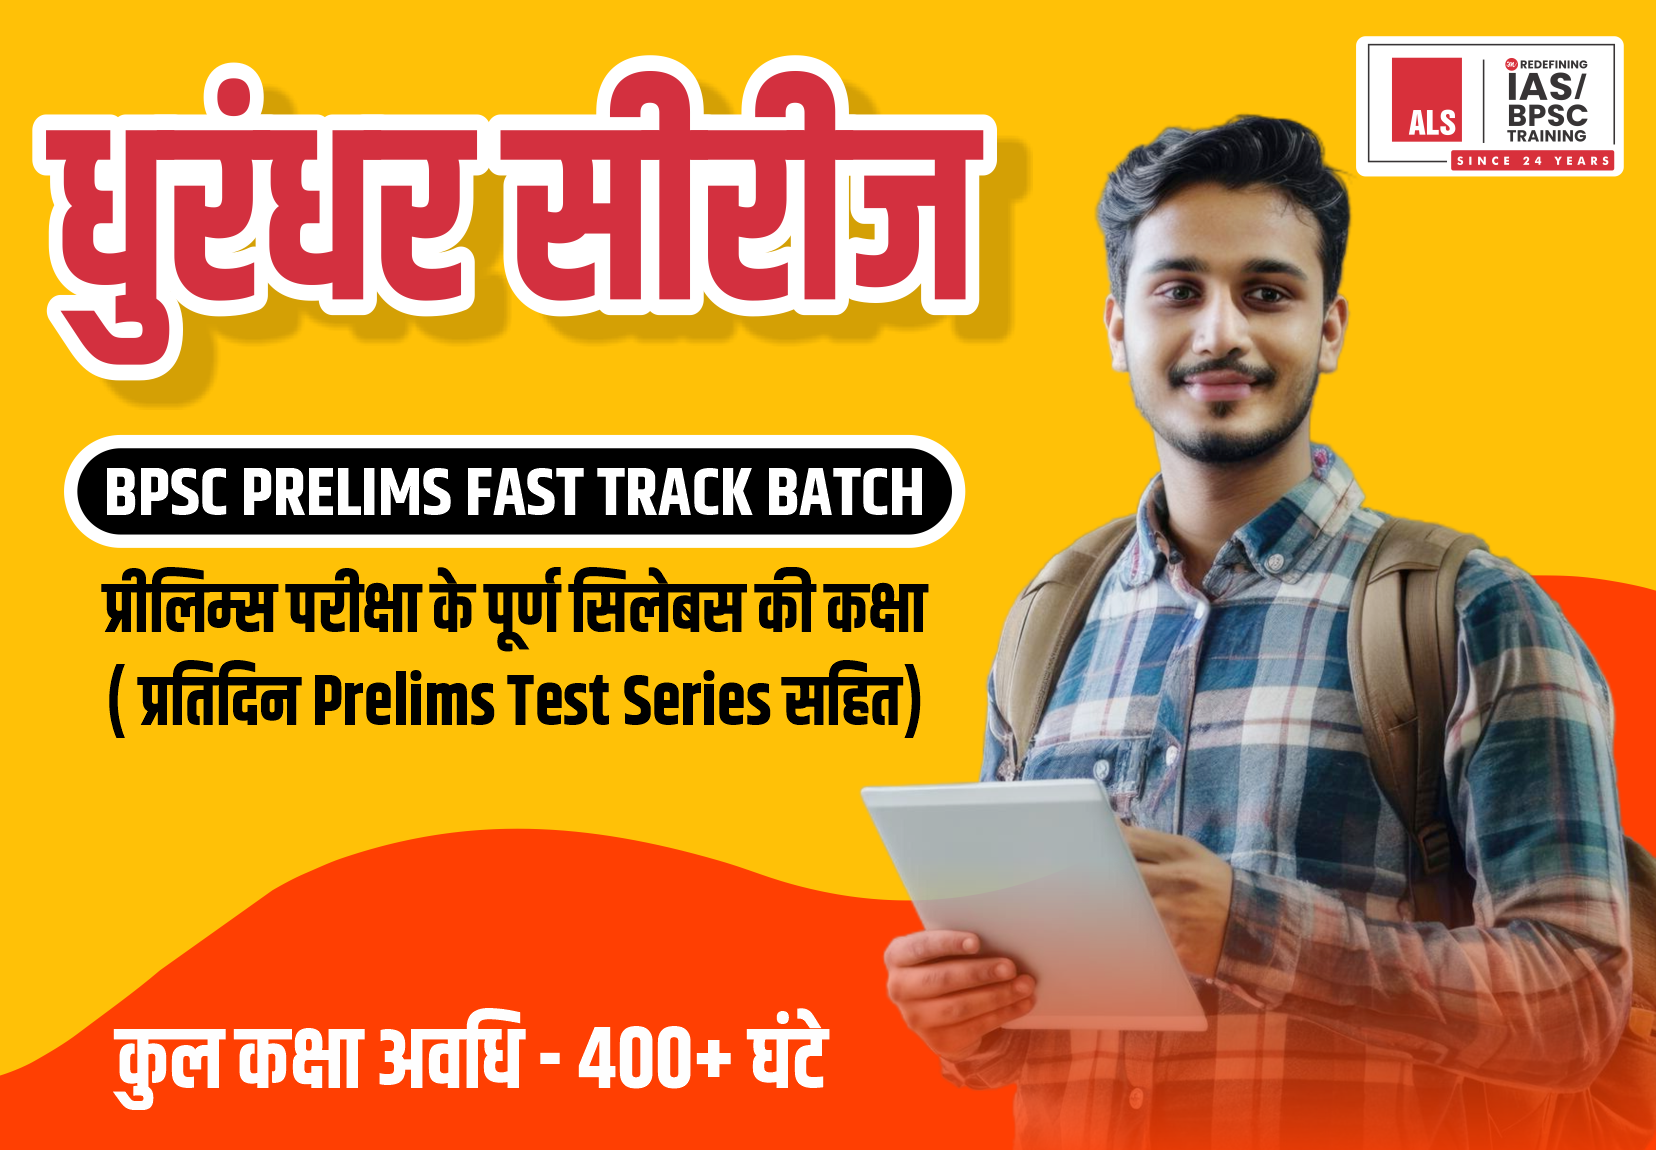 धुरंधर सीरीज
ALS
REDEFINING
IAS/
BPSC
TRAINING
SINCE 24 YEARS
BPSC PRELIMS FAST TRACK BATCH
प्रीलिम्स परीक्षा के पूर्ण सिलेबस की कक्षा
( प्रतिदिन Prelims Test Series सहित)
कुल कक्षा अवधि - 400+ घंटे